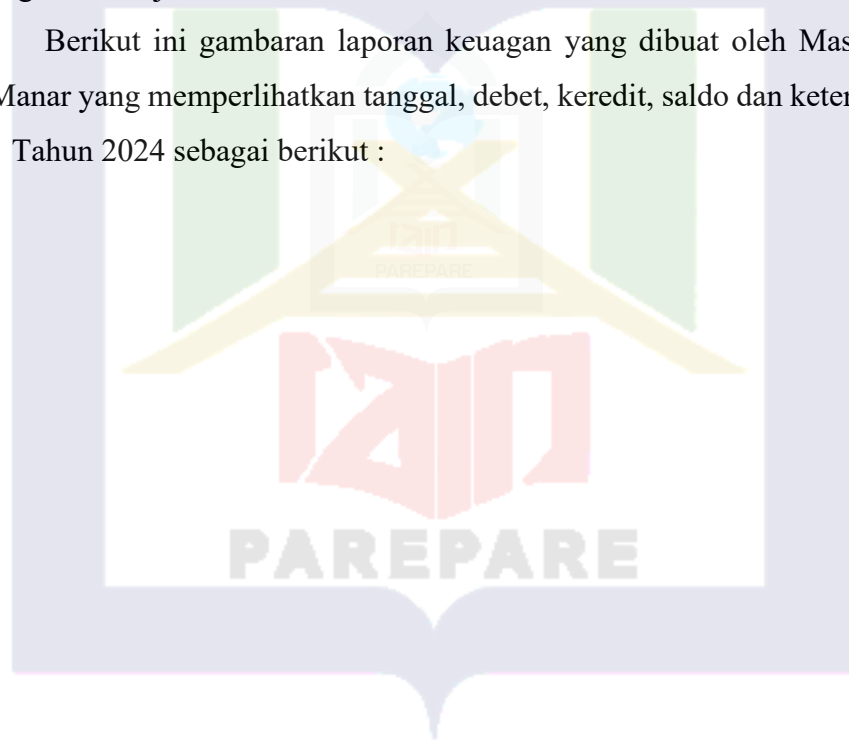 Berikut ini gambaran laporan keuagan yang dibuat oleh Mas
Manar yang memperlihatkan tanggal, debet, keredit, saldo dan keter
Tahun 2024 sebagai berikut :
PAREPARE
iain
PAREPARE